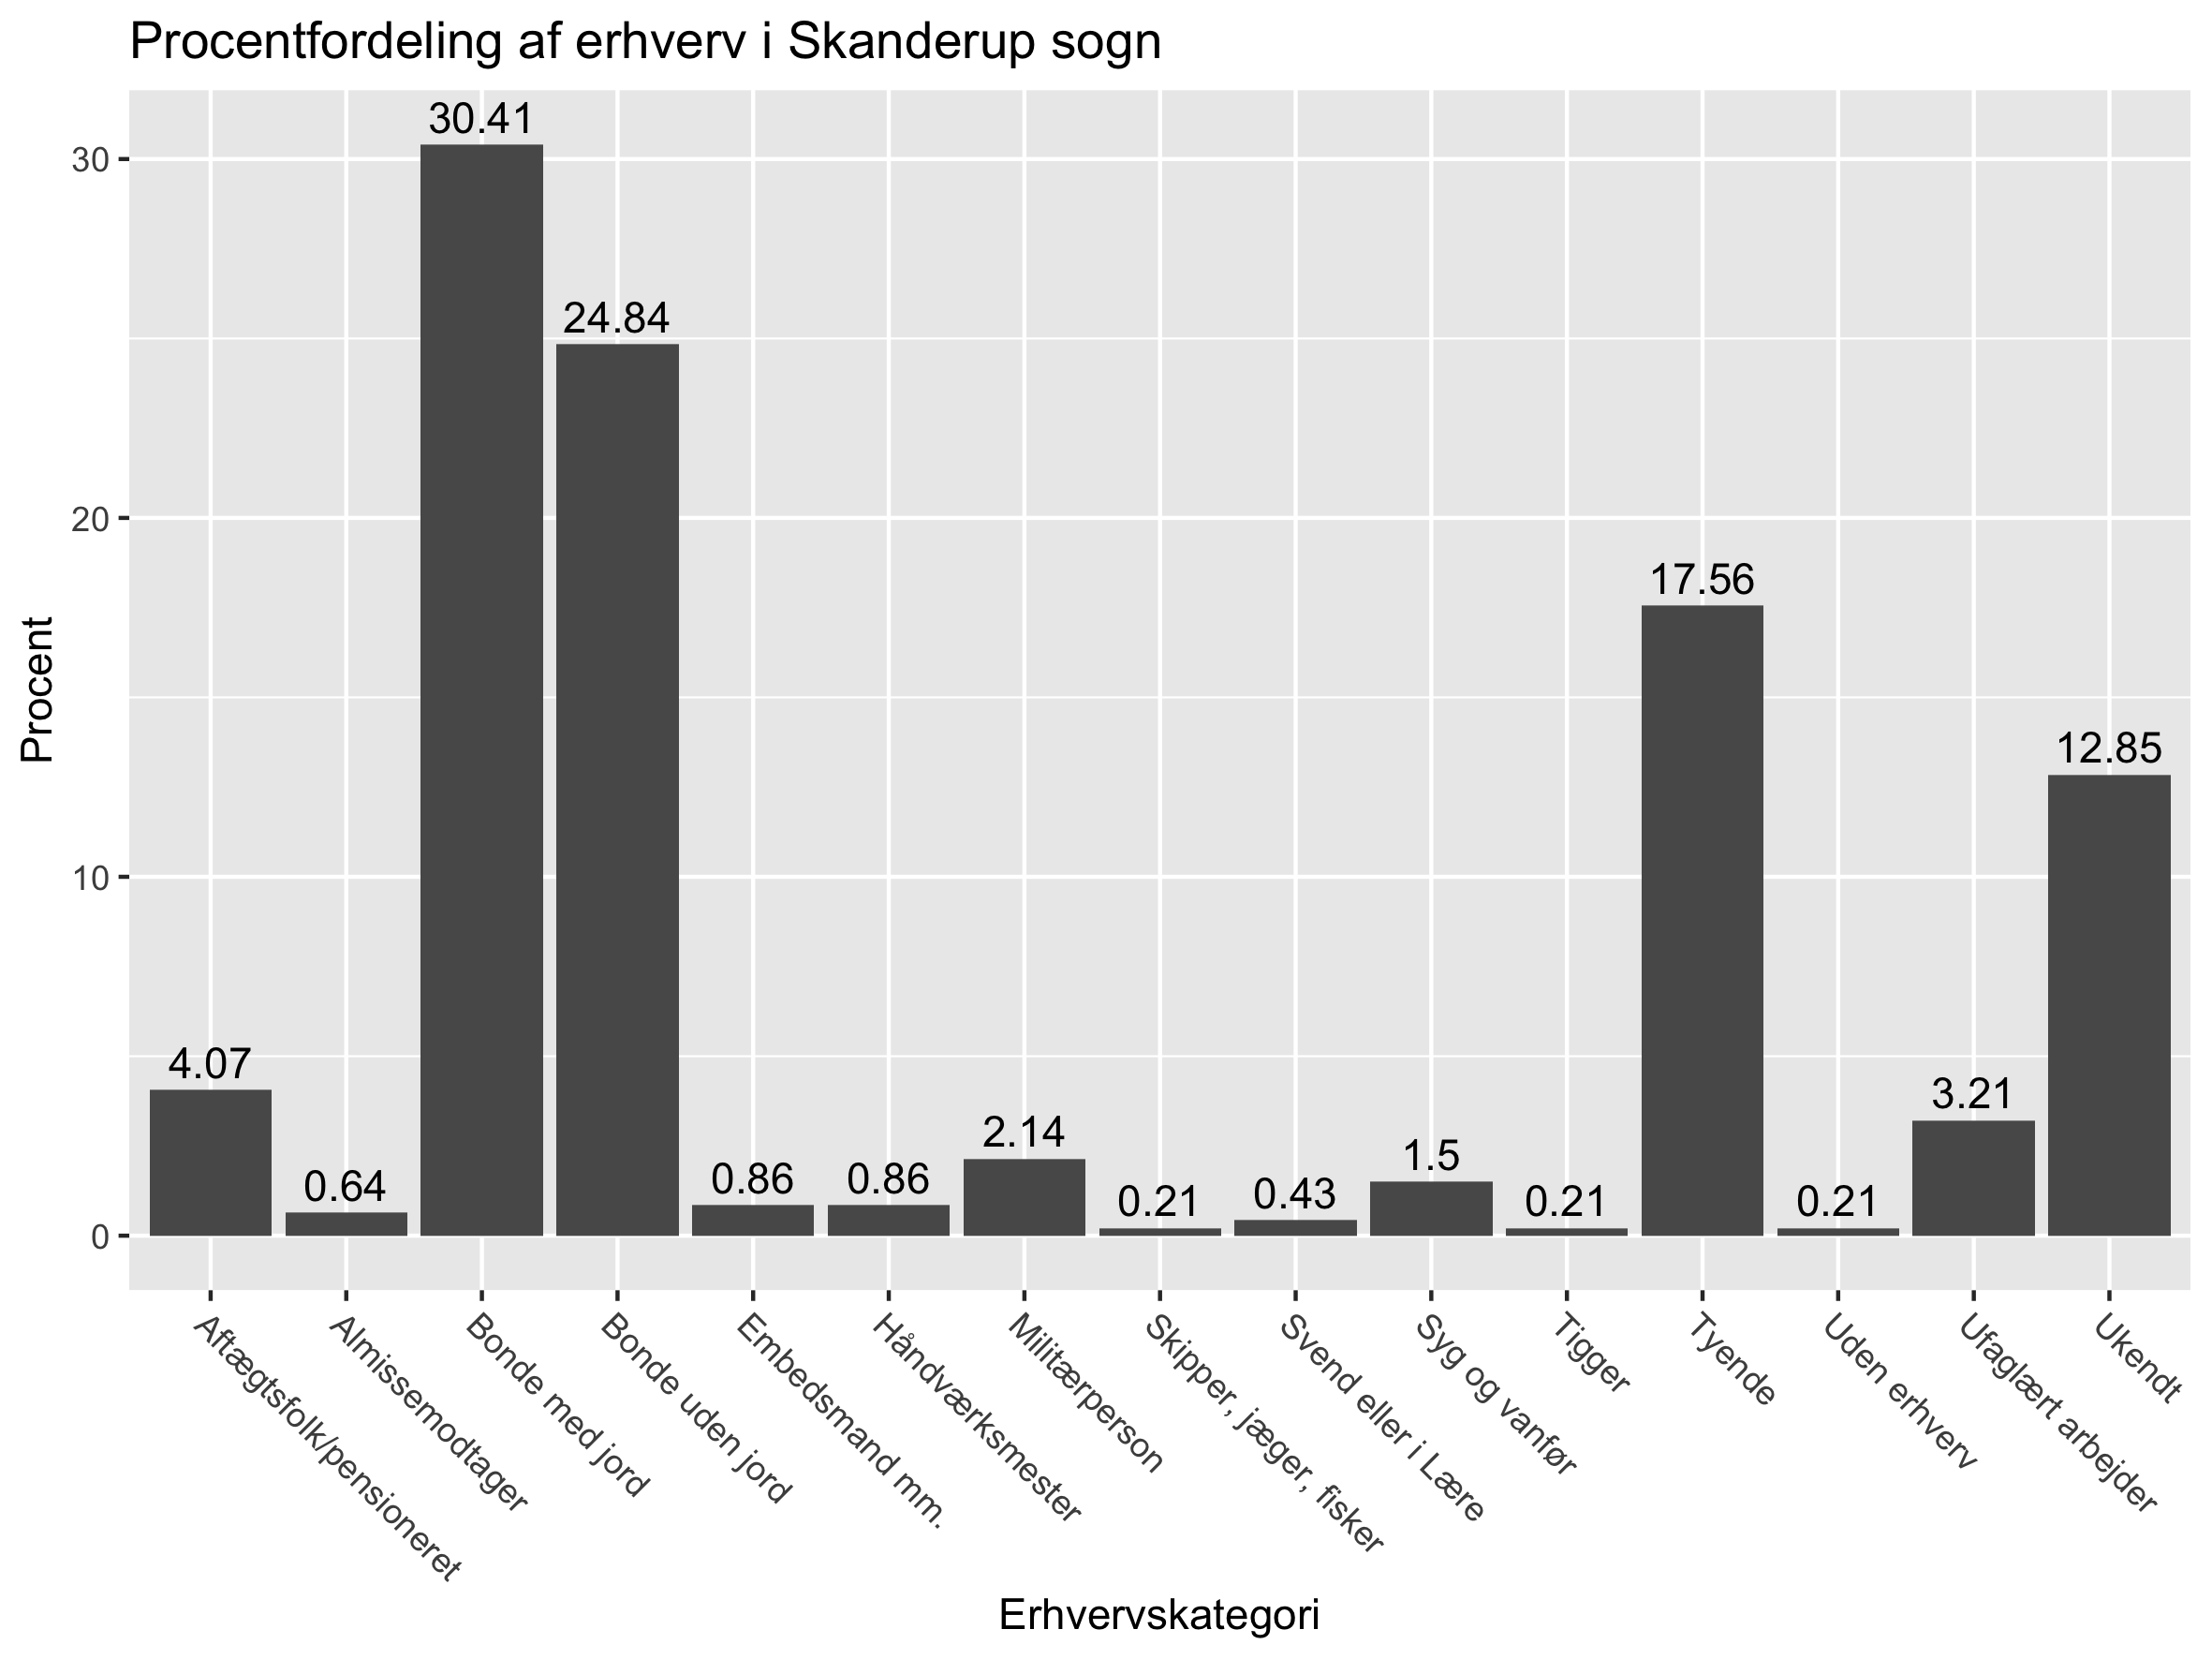 Procentfordeling af erhverv i Skanderup sogn
Procent
30
20
10
0
4.07
0.64
30.41
24.84
0.86
0.86
2.14
0.21
0.43
1.5
0.21
17.56
0.21
3.21
12.85
Aftægtsfolk/pensioneret
Almissemodtager
Bonde med jord
Bonde uden jord
Embedsmand mm.
Håndværksmester
Militærperson
Skipper, jæger, fisker
Svend eller i Lære
Syg og vanfør
Tigger
Tyende
Uden erhverv
Ufaglært arbejder
Ukendt
Erhvervskategori